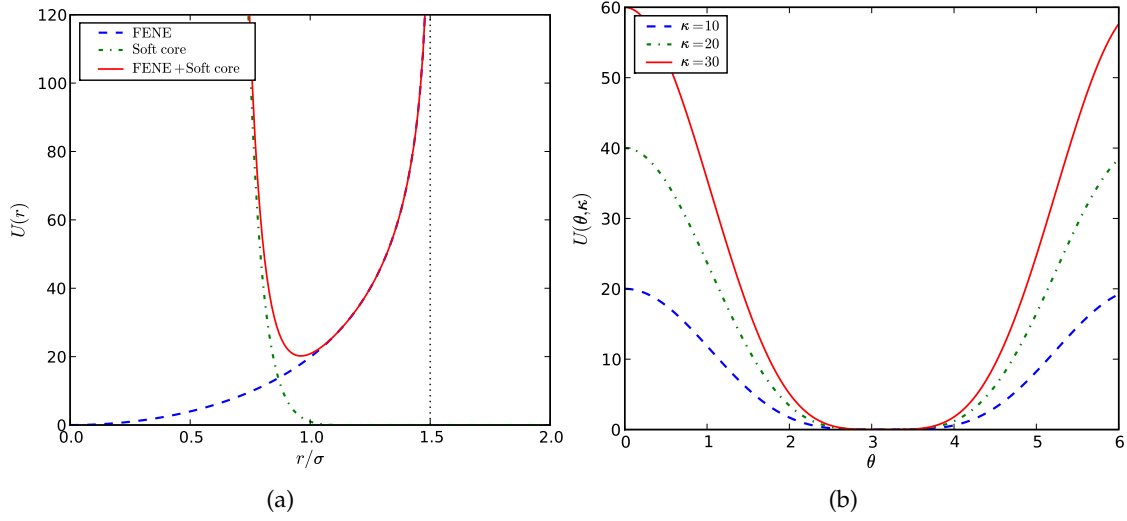 120
100
80
60
40
20
0
0.0 0.5 1.0 1.5 2.0
U(r)
r/σ
FENE
Soft core
FENE+Soft core
(a)
60
50
40
30
20
10
0
0 1 2 3 4 5 6
U(θ,κ)
θ
κ=10
κ=20
κ=30
(b)